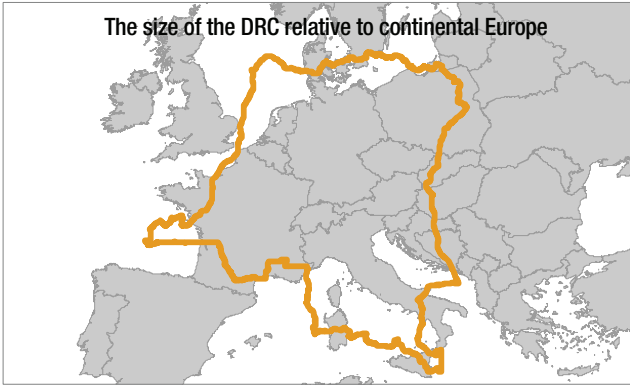 The size of the DRC relative to continental Europe